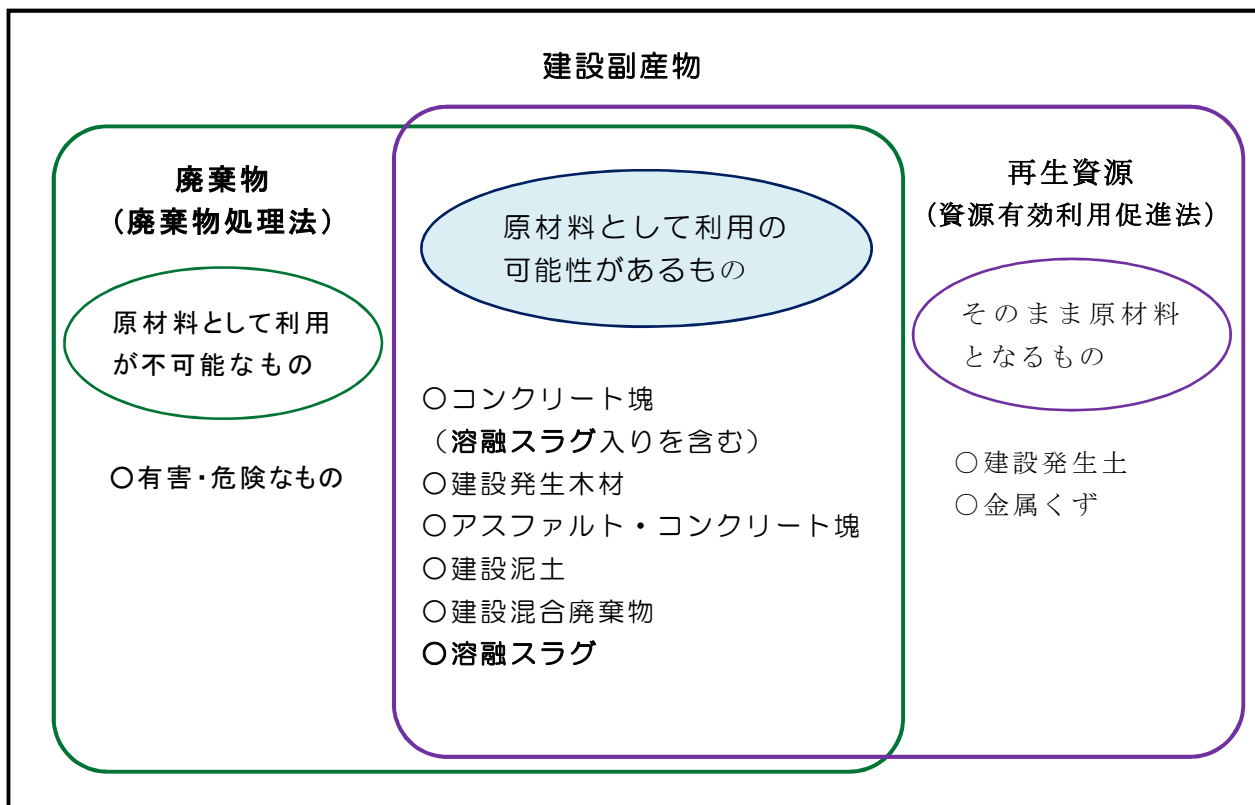 建設副産物
廃棄物
（廃棄物処理法）
原材料として利用
が不可能なもの
〇有害・危険なもの
原材料として利用の
可能性があるもの
〇コンクリート塊
（溶融スラグ入りを含む）
〇建設発生木材
〇アスファルト・コンクリート塊
〇建設泥土
〇建設混合廃棄物
〇溶融スラグ
再生資源
（資源有効利用促進法）
そのまま原材料
となるもの
〇建設発生土
〇金属くず